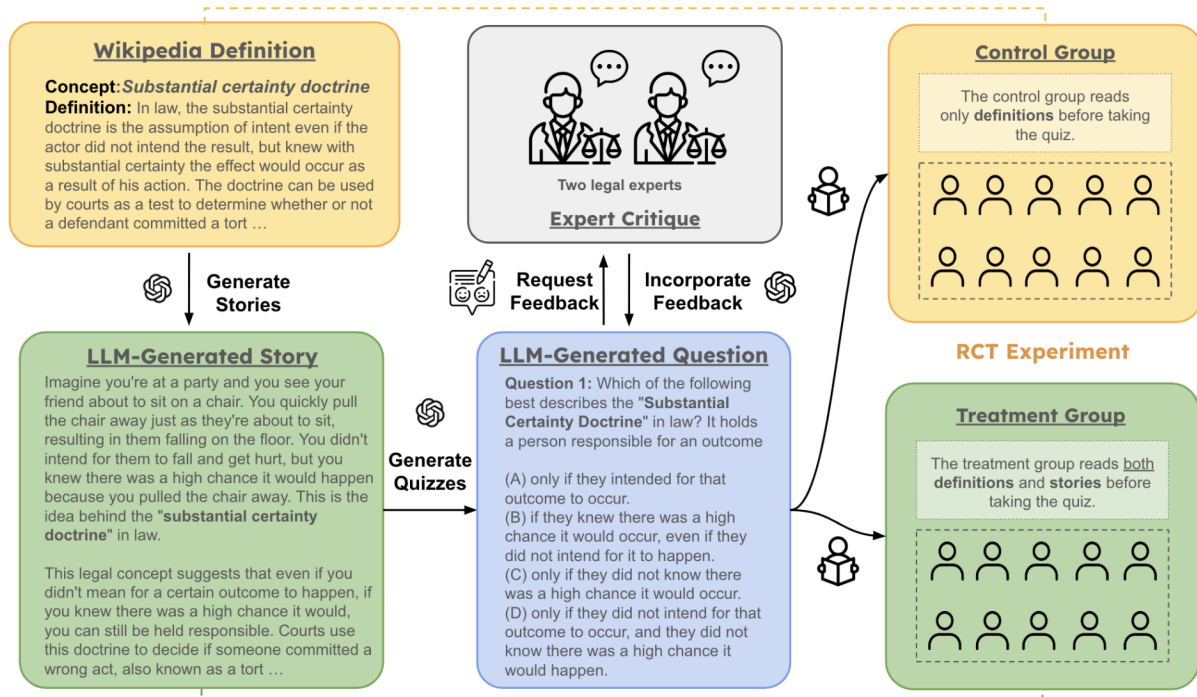 Wikipedia Definition
Concept:Substantial certainty doctrine
Definition: In law, the substantial certainty
doctrine is the assumption of intent even if the
actor did not intend the result, but knew with
substantial certainty the effect would occur as
a result of his action. The doctrine can be used
by courts as a test to determine whether or not
a defendant committed a tort …
Generate
Stories
LLM-Generated Story
Imagine you're at a party and you see your
friend about to sit on a chair. You quickly pull
the chair away just as they're about to sit,
resulting in them falling on the floor. You didn't
intend for them to fall and get hurt, but you
knew there was a high chance it would happen
because you pulled the chair away. This is the
idea behind the "substantial certainty
doctrine" in law.
This legal concept suggests that even if you
didn't mean for a certain outcome to happen, if
you knew there was a high chance it would,
you can still be held responsible. Courts use
this doctrine to decide if someone committed a
wrong act, also known as a tort …
Generate
Quizzes
Two legal experts
Expert Critique
Request
Feedback
Incorporate
Feedback
LLM-Generated Question
Question 1: Which of the following
best describes the "Substantial
Certainty Doctrine" in law? It holds
a person responsible for an outcome
(A) only if they intended for that
outcome to occur.
(B) if they knew there was a high
chance it would occur, even if they
did not intend for it to happen.
(C) only if they did not know there
was a high chance it would occur.
(D) only if they did not intend for that
outcome to occur, and they did not
know there was a high chance it
would happen.
Control Group
The control group reads
only definitions before taking
the quiz.
RCT Experiment
Treatment Group
The treatment group reads both
definitions and stories before
taking the quiz.